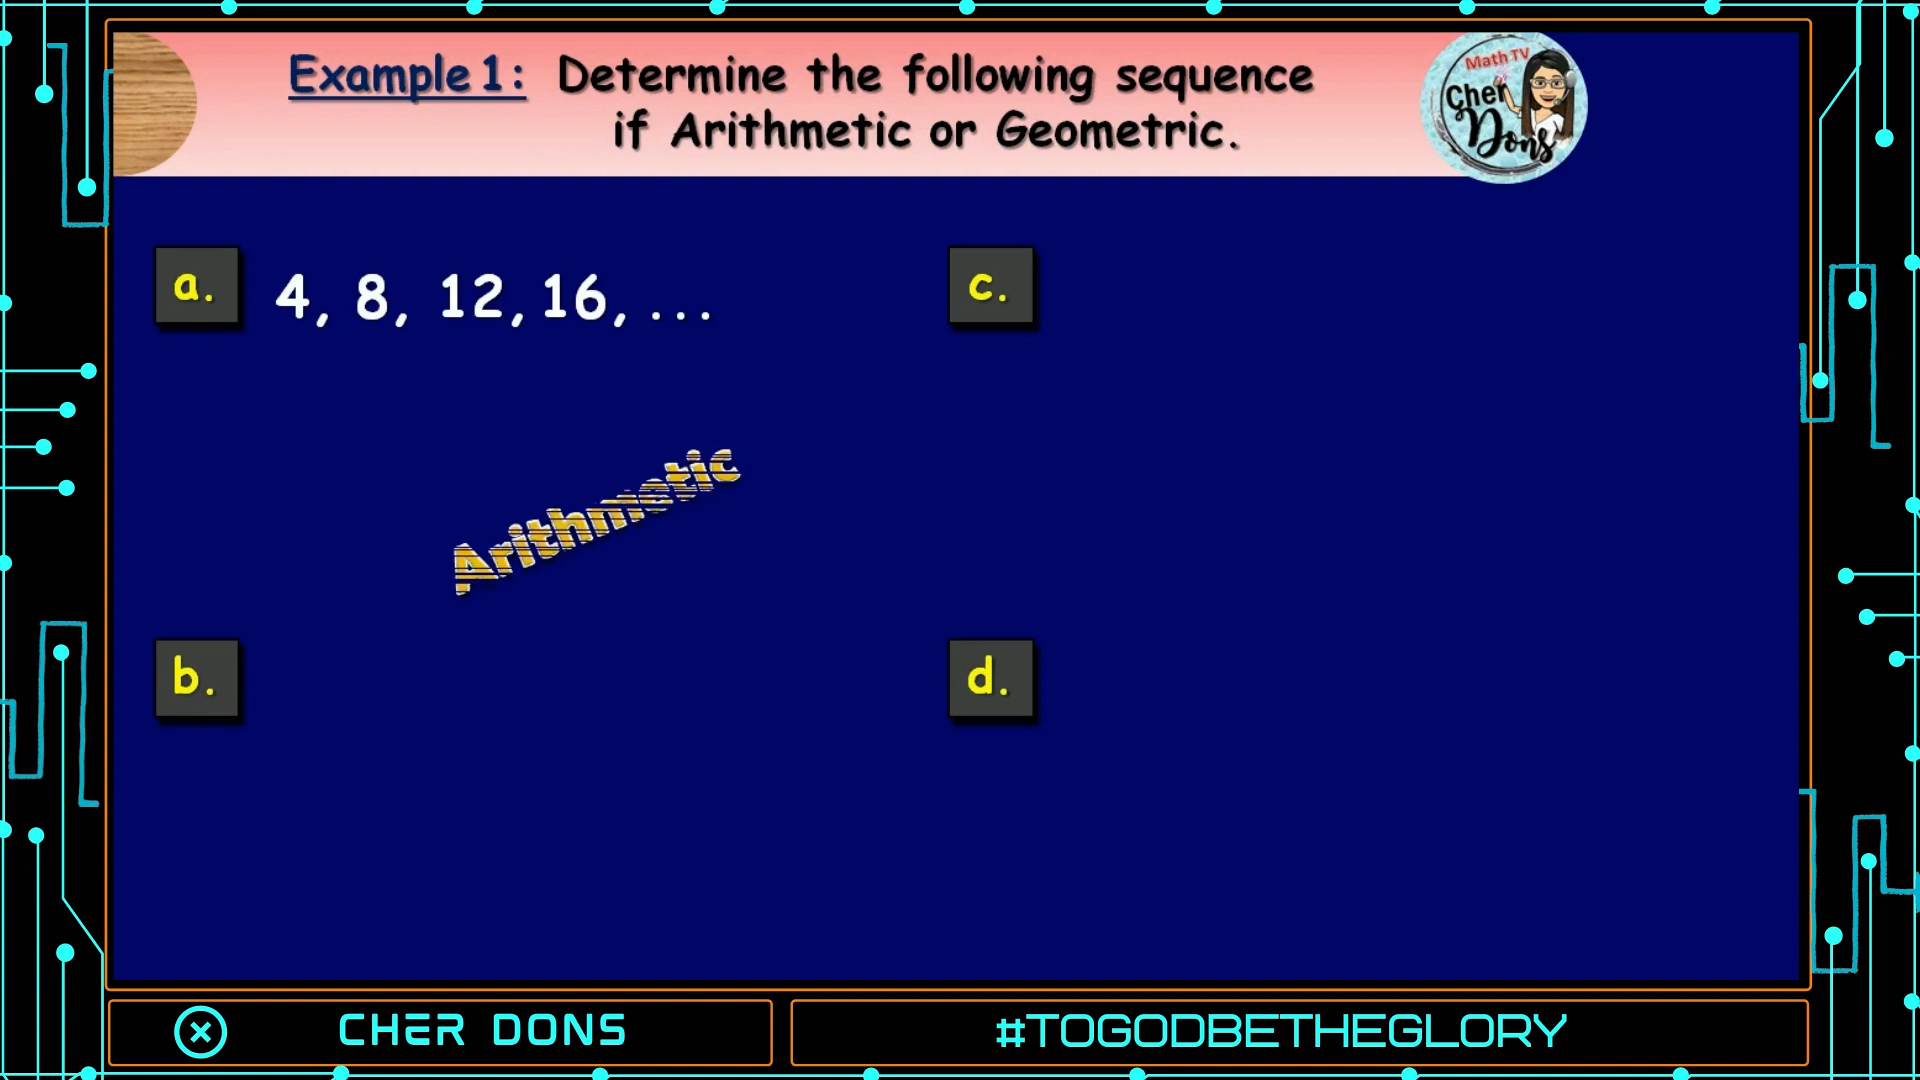 Example 1: Determine the following sequence
if Arithmetic or Geometric.
Math TV
Cher
Dons
a. 4, 8, 12, 16, ...
c.
Arithmetic
b.
d.
CHER DONS
#TOGODBETHEGLORY